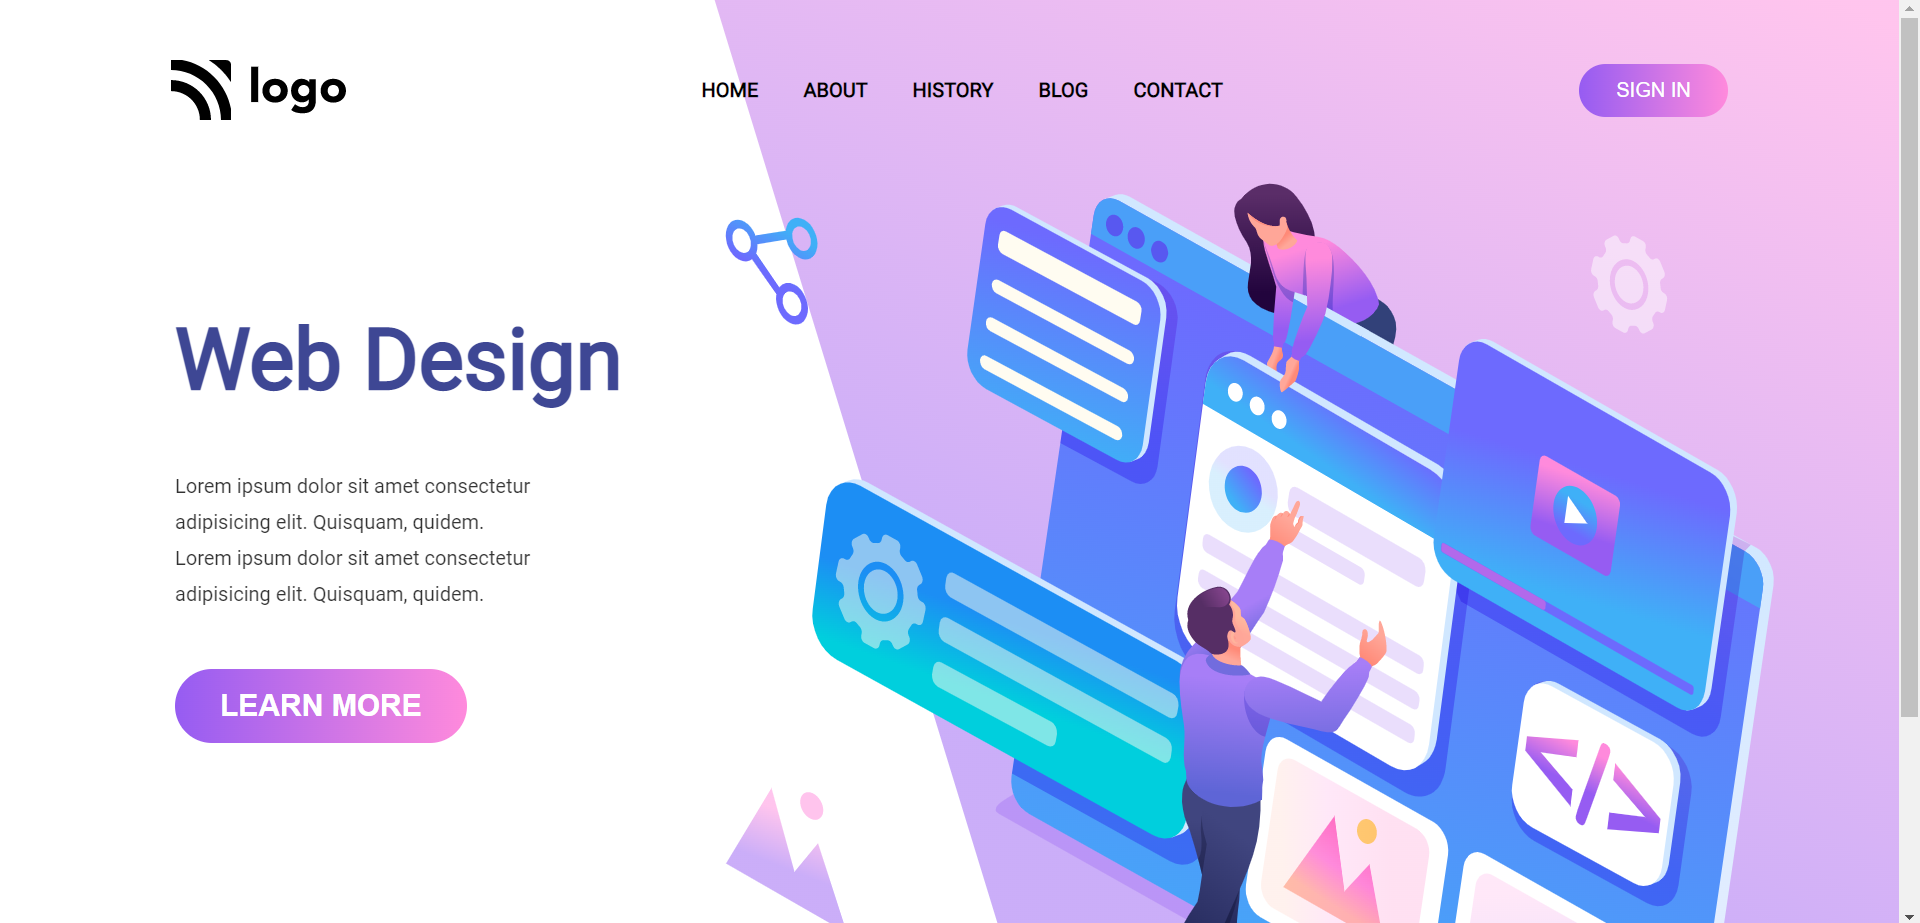 logo
HOME ABOUT HISTORY BLOG CONTACT
SIGN IN
Web Design
Lorem ipsum dolor sit amet consectetur
adipisicing elit. Quisquam, quidem.
Lorem ipsum dolor sit amet consectetur
adipisicing elit. Quisquam, quidem.
LEARN MORE
</>